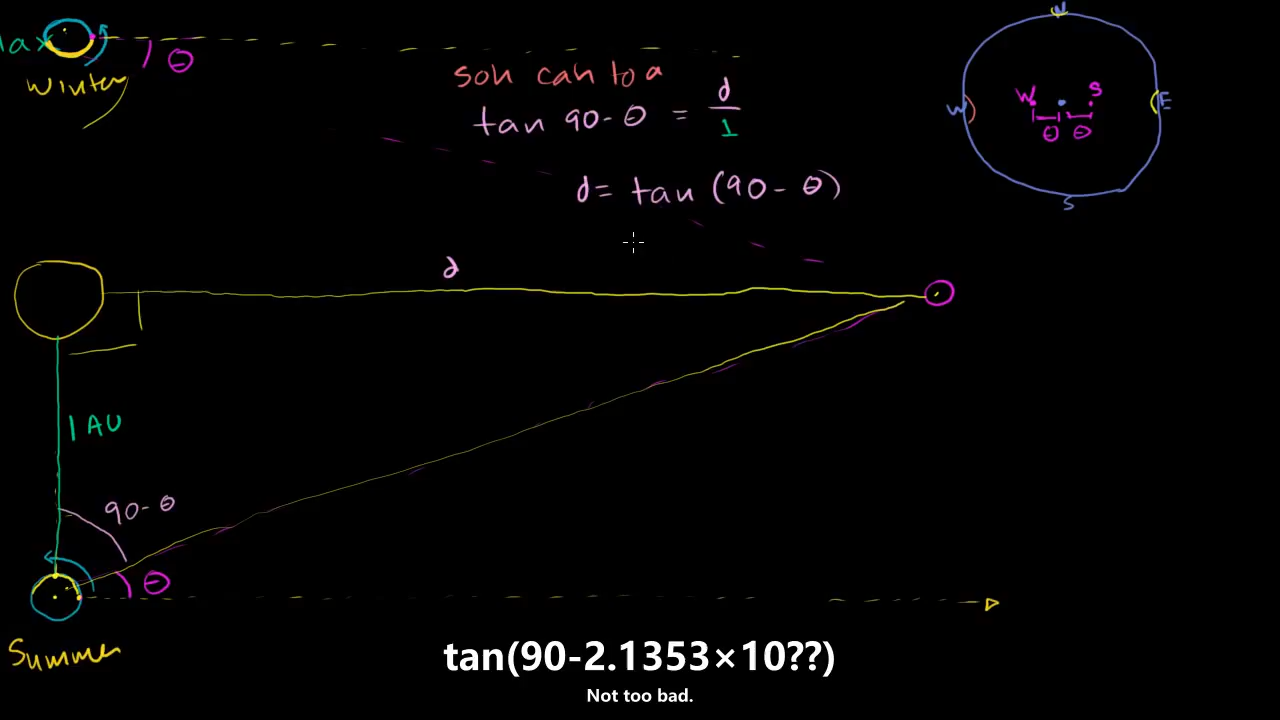 lax
Winter
θ
soh cah toa
tan 90-θ = d/1
d = tan (90-θ)
N
W
E
S
W
S
θ
θ
d
1 AU
90-θ
θ
Summer
tan(90-2.1353×10??)
Not too bad.